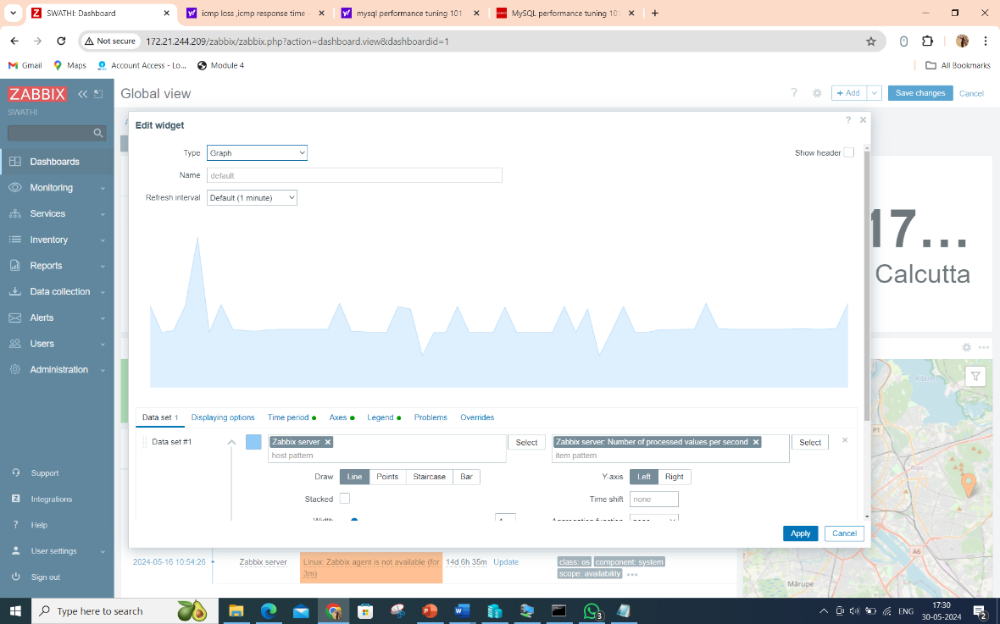 SWATHI: Dashboard
icmp loss ,icmp response time -
mysql performance tuning 101
MySQL performance tuning 101
Not secure
172.21.244.209/zabbix/zabbix.php?action=dashboard.view&dashboardid=1
Gmail
Maps
Account Access - Lo...
Module 4
All Bookmarks
ZABBIX
SWATHI
Dashboards
Monitoring
Services
Inventory
Reports
Data collection
Alerts
Users
Administration
Support
Integrations
Help
User settings
Sign out
Global view
? + Add Save changes Cancel
Edit widget
Type Graph
Show header
Name default
Refresh interval Default (1 minute)
17...
Calcutta
Data set 1 Displaying options Time period Axes Legend Problems Overrides
Data set #1
Zabbix server
host pattern
Select
Zabbix server: Number of processed values per second
item pattern
Select
Draw Line Points Staircase Bar
Y-axis Left Right
Stacked
Time shift none
Apply Cancel
2024-05-16 10:54:26 Zabbix server Linux: Zabbix agent is not available (for 3m) 14d 6h 35m Update
class: os component: system
scope: availability
P1
Rīga
A6
Mārupe
Type here to search
3
ENG
17:30
30-05-2024
2